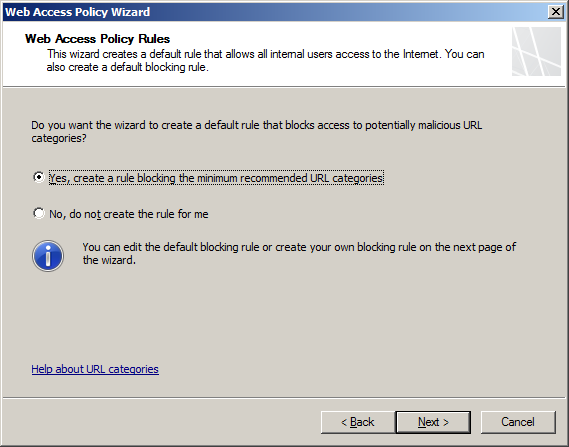 Web Access Policy Wizard
Web Access Policy Rules
This wizard creates a default rule that allows all internal users access to the Internet. You can
also create a default blocking rule.
Do you want the wizard to create a default rule that blocks access to potentially malicious URL
categories?
Yes, create a rule blocking the minimum recommended URL categories
No, do not create the rule for me
You can edit the default blocking rule or create your own blocking rule on the next page of
the wizard.
Help about URL categories
< Back
Next >
Cancel